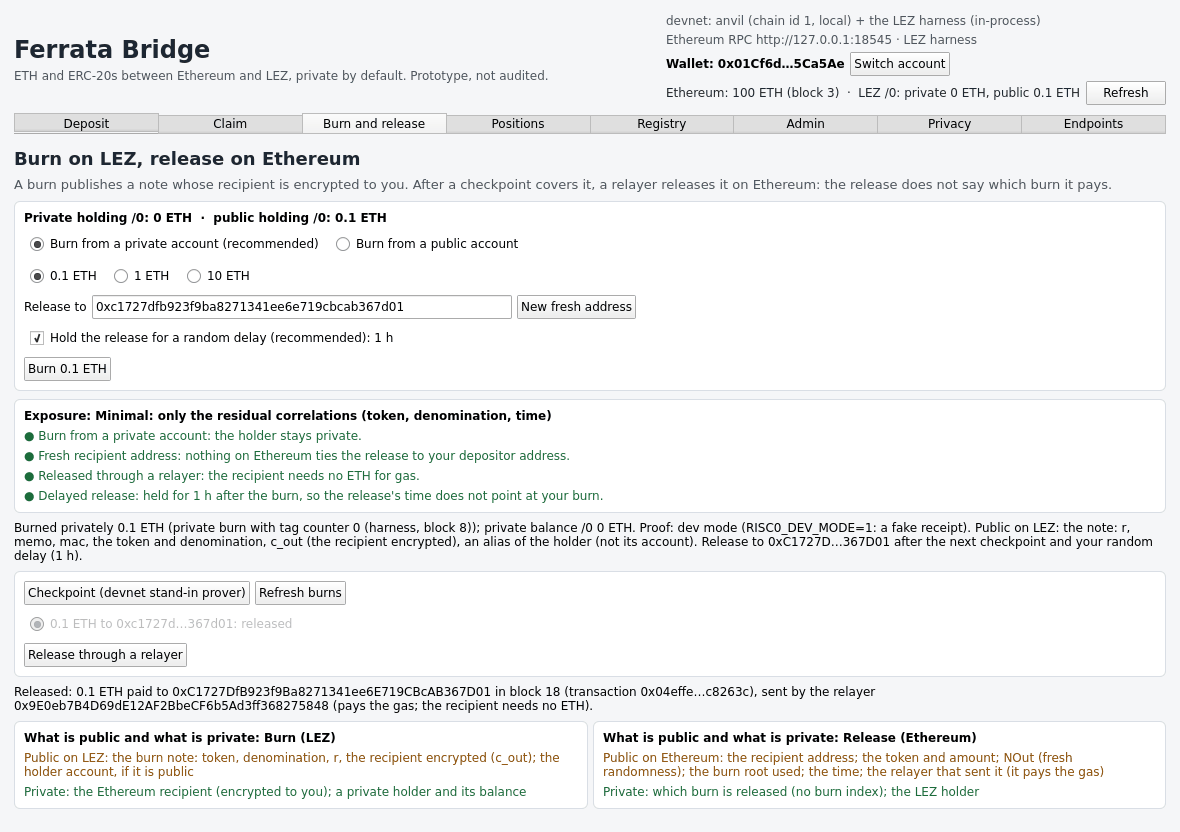 Ferrata Bridge
ETH and ERC-20s between Ethereum and LEZ, private by default. Prototype, not audited.
devnet: anvil (chain id 1, local) + the LEZ harness (in-process)
Ethereum RPC http://127.0.0.1:18545 · LEZ harness
Wallet: 0x01Cf6d...5Ca5Ae Switch account
Ethereum: 100 ETH (block 3) · LEZ /0: private 0 ETH, public 0.1 ETH Refresh
Deposit Claim Burn and release Positions Registry Admin Privacy Endpoints
Burn on LEZ, release on Ethereum
A burn publishes a note whose recipient is encrypted to you. After a checkpoint covers it, a relayer releases it on Ethereum: the release does not say which burn it pays.
Private holding /0: 0 ETH · public holding /0: 0.1 ETH
Burn from a private account (recommended) Burn from a public account
0.1 ETH 1 ETH 10 ETH
Release to 0xc1727dfb923f9ba8271341ee6e719cbcab367d01 New fresh address
Hold the release for a random delay (recommended): 1 h
Burn 0.1 ETH
Exposure: Minimal: only the residual correlations (token, denomination, time)
● Burn from a private account: the holder stays private.
● Fresh recipient address: nothing on Ethereum ties the release to your depositor address.
● Released through a relayer: the recipient needs no ETH for gas.
● Delayed release: held for 1 h after the burn, so the release's time does not point at your burn.
Burned privately 0.1 ETH (private burn with tag counter 0 (harness, block 8)); private balance /0 0 ETH. Proof: dev mode (RISC0_DEV_MODE=1: a fake receipt). Public on LEZ: the note: r,
memo, mac, the token and denomination, c_out (the recipient encrypted), an alias of the holder (not its account). Release to 0xC1727D...367D01 after the next checkpoint and your random
delay (1 h).
Checkpoint (devnet stand-in prover) Refresh burns
0.1 ETH to 0xc1727d...367d01: released
Release through a relayer
Released: 0.1 ETH paid to 0xC1727DfB923f9Ba8271341ee6E719CBcAB367D01 in block 18 (transaction 0x04effe...c8263c), sent by the relayer
0x9E0eb7B4D69dE12AF2BbeCF6b5Ad3ff368275848 (pays the gas; the recipient needs no ETH).
What is public and what is private: Burn (LEZ)
Public on LEZ: the burn note: token, denomination, r, the recipient encrypted (c_out); the
holder account, if it is public
Private: the Ethereum recipient (encrypted to you); a private holder and its balance
What is public and what is private: Release (Ethereum)
Public on Ethereum: the recipient address; the token and amount; NOut (fresh
randomness); the burn root used; the time; the relayer that sent it (it pays the gas)
Private: which burn is released (no burn index); the LEZ holder